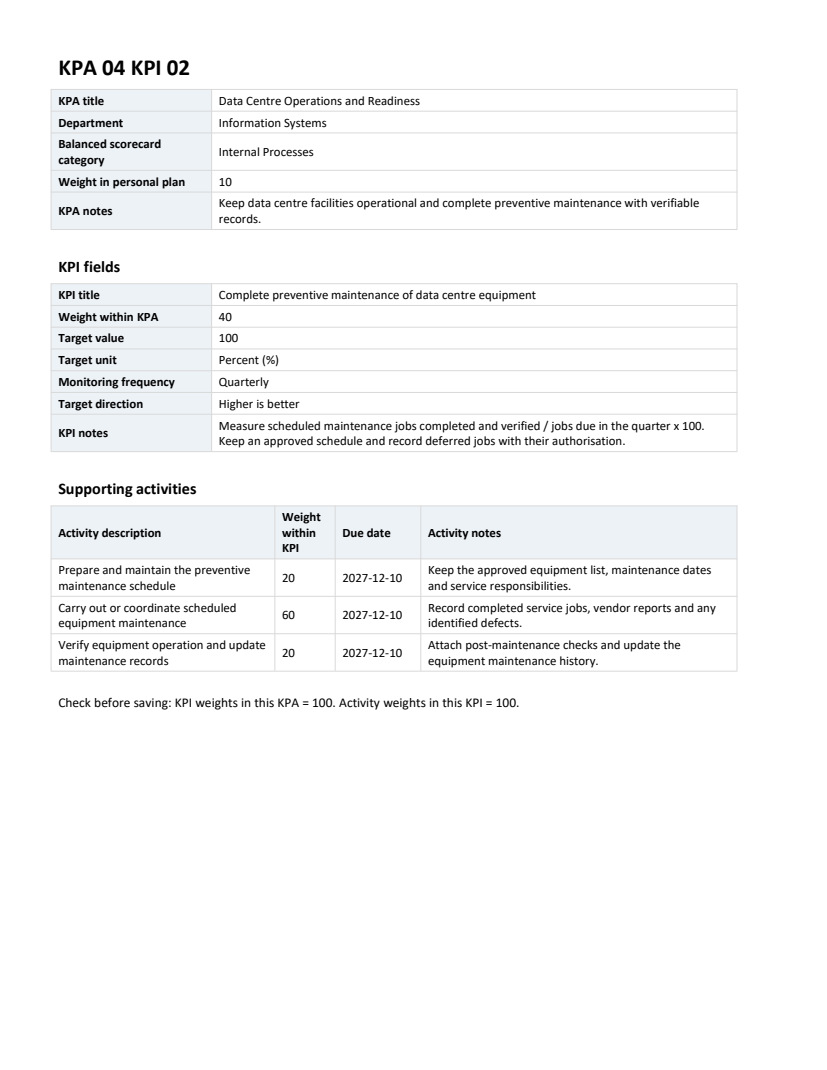 KPA 04 KPI 02
KPA title Data Centre Operations and Readiness
Department Information Systems
Balanced scorecard
category
Internal Processes
Weight in personal plan 10
KPA notes
Keep data centre facilities operational and complete preventive maintenance with verifiable
records.
KPI fields
KPI title Complete preventive maintenance of data centre equipment
Weight within KPA 40
Target value 100
Target unit Percent (%)
Monitoring frequency Quarterly
Target direction Higher is better
KPI notes
Measure scheduled maintenance jobs completed and verified / jobs due in the quarter x 100.
Keep an approved schedule and record deferred jobs with their authorisation.
Supporting activities
Activity description
Weight
within
KPI
Due date
Activity notes
Prepare and maintain the preventive
maintenance schedule
20
2027-12-10
Keep the approved equipment list, maintenance dates
and service responsibilities.
Carry out or coordinate scheduled
equipment maintenance
60
2027-12-10
Record completed service jobs, vendor reports and any
identified defects.
Verify equipment operation and update
maintenance records
20
2027-12-10
Attach post-maintenance checks and update the
equipment maintenance history.
Check before saving: KPI weights in this KPA = 100. Activity weights in this KPI = 100.